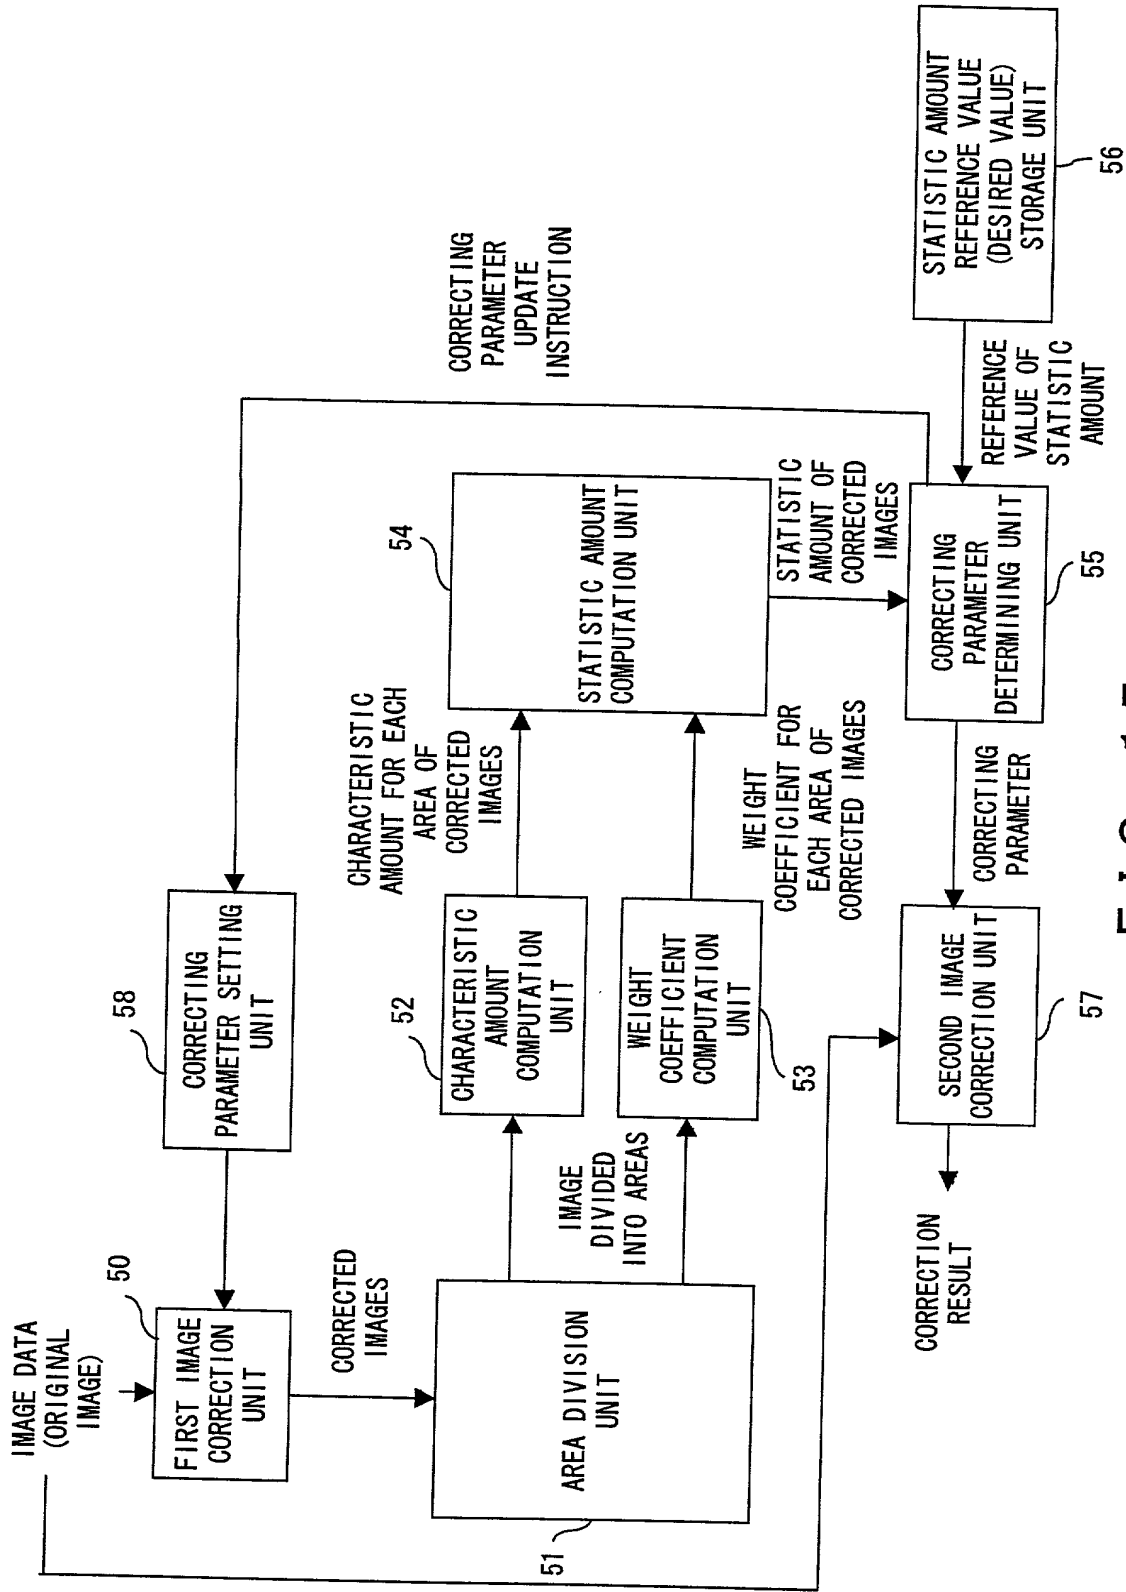 IMAGE DATA
(ORIGINAL
IMAGE)
50
FIRST IMAGE
CORRECTION
UNIT
58
CORRECTING
PARAMETER SETTING
UNIT
CORRECTING
PARAMETER
UPDATE
INSTRUCTION
CORRECTED
IMAGES
AREA DIVISION
UNIT
51
IMAGE
DIVIDED
INTO AREAS
52
CHARACTERISTIC
AMOUNT
COMPUTATION
UNIT
WEIGHT
COEFFICIENT
COMPUTATION
UNIT
53
CHARACTERISTIC
AMOUNT FOR EACH
AREA OF
CORRECTED
IMAGES
WEIGHT
COEFFICIENT FOR
EACH AREA OF
CORRECTED IMAGES
54
STATISTIC AMOUNT
COMPUTATION UNIT
STATISTIC
AMOUNT OF
CORRECTED
IMAGES
CORRECTION
RESULT
SECOND IMAGE
CORRECTION UNIT
57
CORRECTING
PARAMETER
CORRECTING
PARAMETER
DETERMINING UNIT
55
REFERENCE
VALUE OF
STATISTIC
AMOUNT
STATISTIC AMOUNT
REFERENCE VALUE
(DESIRED VALUE)
STORAGE UNIT
56